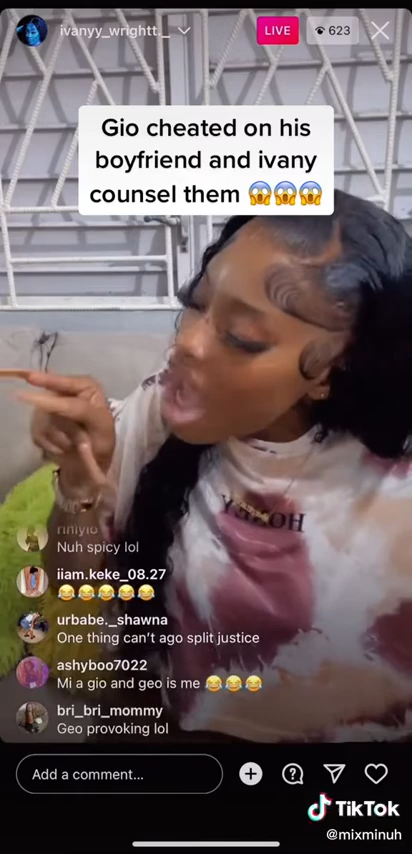 ivanyy_wrightt._
LIVE
623
Gio cheated on his
boyfriend and ivany
counsel them 😱😱😱
Nuh spicy lol
iiam.keke_08.27
😂😂😂😂😂
urbabe._shawna
One thing can't ago split justice
ashyboo7022
Mi a gio and geo is me 😂😂😂
bri_bri_mommy
Geo provoking lol
Add a comment...
TikTok
@mixminuh